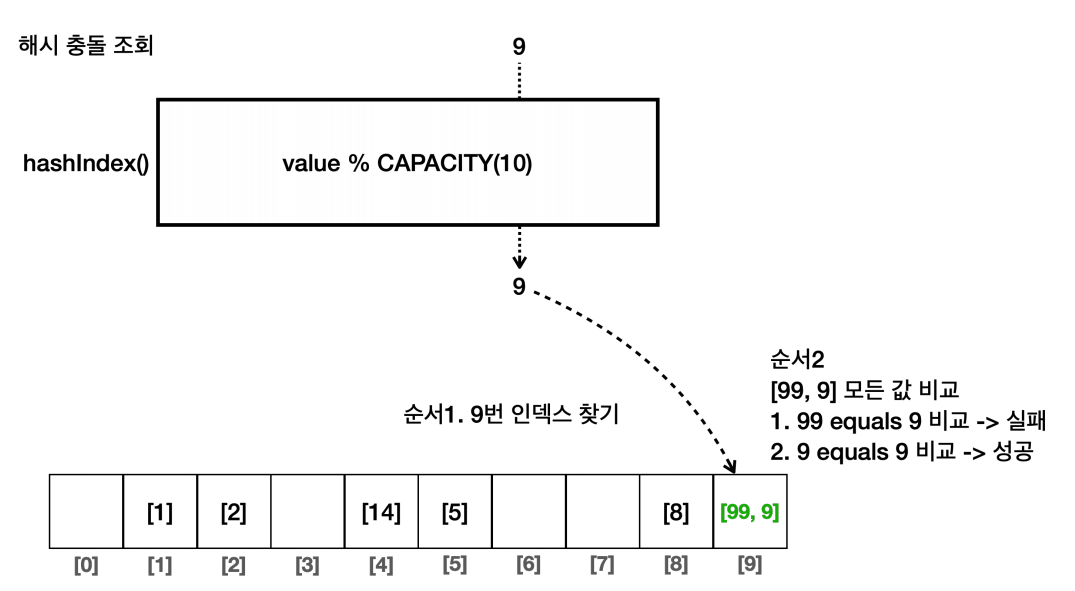 해시 충돌 조회
9
hashIndex()
value % CAPACITY(10)
9
순서1. 9번 인덱스 찾기
순서2
[99, 9] 모든 값 비교
1. 99 equals 9 비교 -> 실패
2. 9 equals 9 비교 -> 성공
[1] [2] [14] [5] [8] [99, 9]
[0] [1] [2] [3] [4] [5] [6] [7] [8] [9]